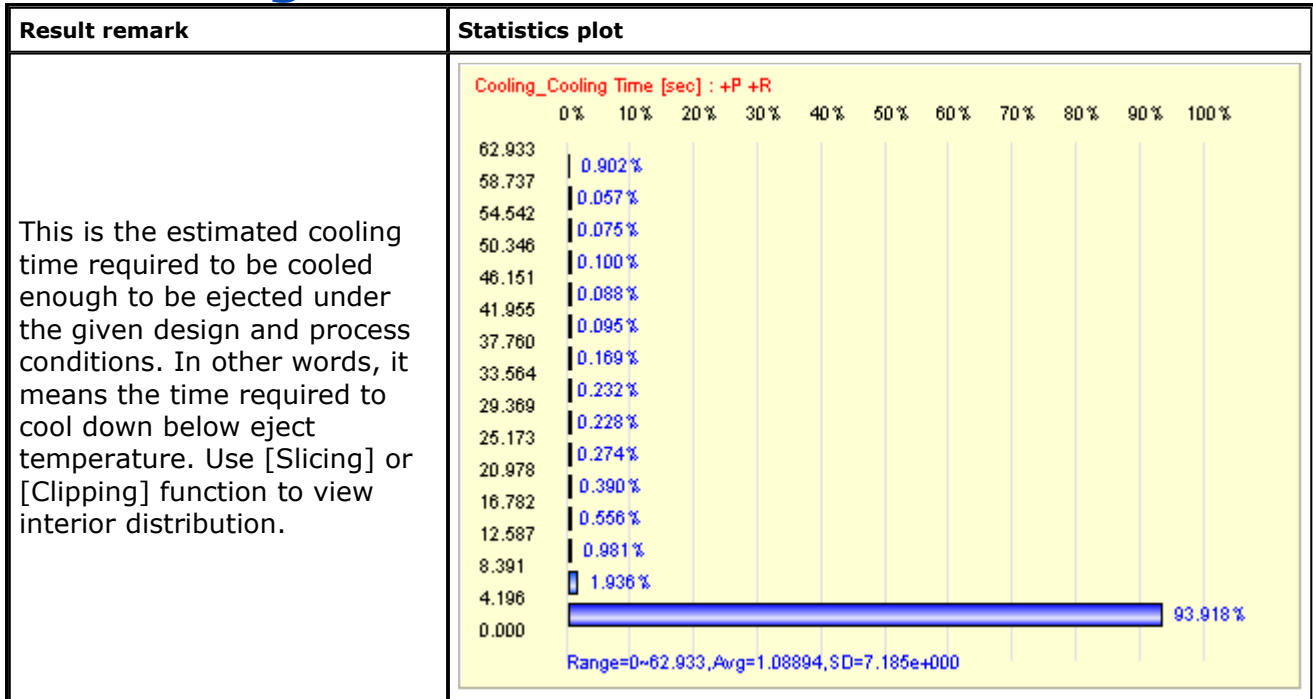 Result remark
Statistics plot
This is the estimated cooling
time required to be cooled
enough to be ejected under
the given design and process
conditions. In other words, it
means the time required to
cool down below eject
temperature. Use [Slicing] or
[Clipping] function to view
interior distribution.
Cooling_Cooling Time [sec] : +P +R
0% 10% 20% 30% 40% 50% 60% 70% 80% 90% 100%
62.933
0.902%
58.737
0.057%
54.542
0.075%
50.346
0.100%
46.151
0.088%
41.955
0.095%
37.760
0.169%
33.564
0.232%
29.369
0.228%
25.173
0.274%
20.978
0.390%
16.782
0.556%
12.587
0.981%
8.391
1.936%
4.196
93.918%
0.000
Range=0~62.933,Avg=1.08894,SD=7.185e+000